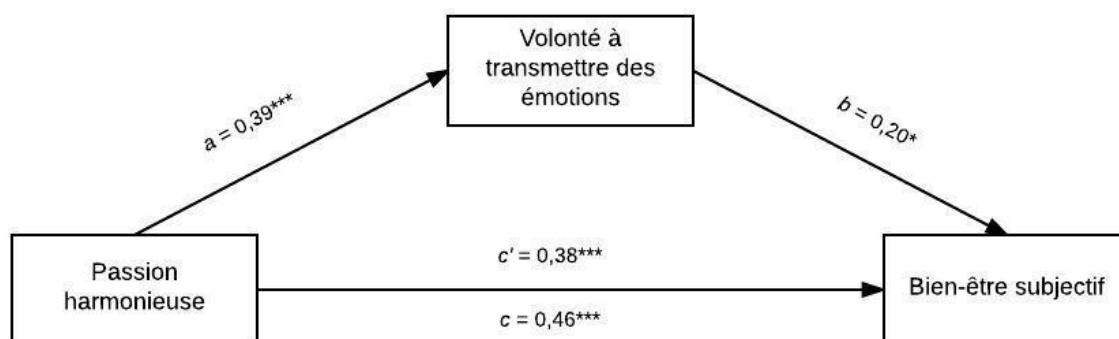 Volonté à
transmettre des
émotions
a = 0,39***
b = 0,20*
Passion
harmonieuse
c' = 0,38***
Bien-être subjectif
c = 0,46***